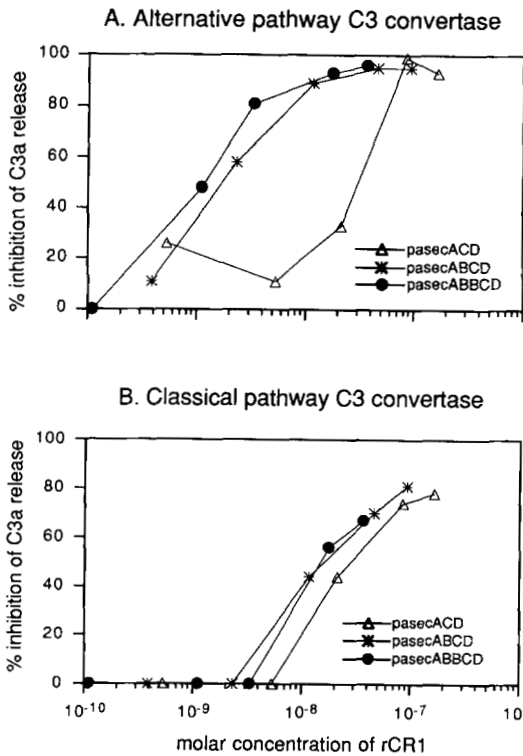 A. Alternative pathway C3 convertase
% inhibition of C3a release
100
80
60
40
20
0
pasecACD
pasecABCD
pasecABBCD
B. Classical pathway C3 convertase
% inhibition of C3a release
100
80
60
40
20
0
pasecACD
pasecABCD
pasecABBCD
10-10 10-9 10-8 10-7 10
molar concentration of rCR1